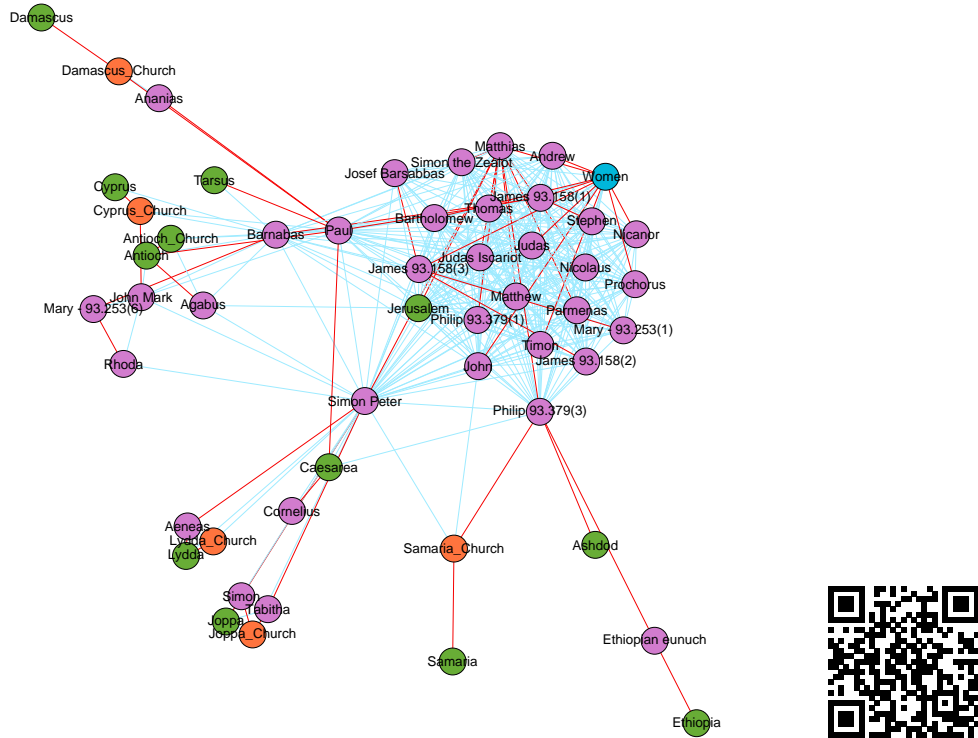 Damascus
Damascus_Church
Ananias
Matthias
Simon the Zealot
Andrew
Josef Barsabbas
Women
Tarsus
Cyprus
James 93.158(1)
Cyprus_Church
Thomas
Bartholomew
Stephen
Barnabas
Paul
Nicanor
Antioch_Church
Antioch
Judas
Judas Iscariot
James 93.158(3)
Nicolaus
Prochorus
John Mark
Matthew
Mary - 93.253(6)
Agabus
Jerusalem
Parmenas
Philip 93.379(1)
Mary - 93.253(1)
Timon
James 93.158(2)
Rhoda
John
Simon Peter
Philip 93.379(3)
Caesarea
Cornelius
Aeneas
Lydda_Church
Lydda
Samaria_Church
Ashdod
Simon
Tabitha
Joppa
Joppa_Church
Ethiopian eunuch
Samaria
Ethiopia